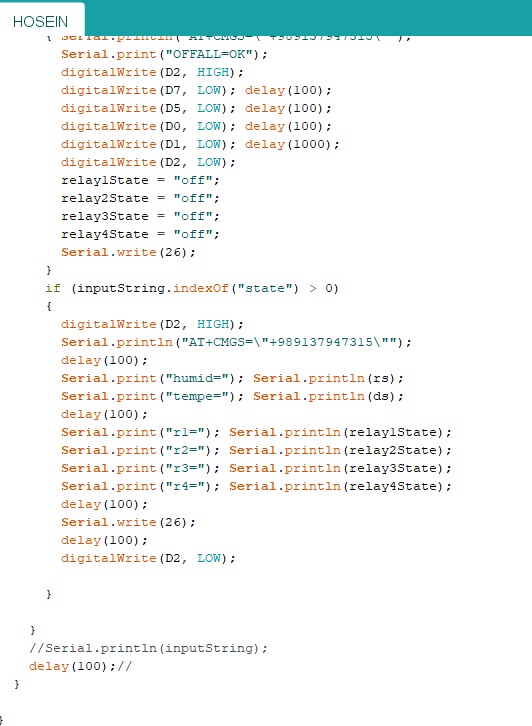 HOSEIN
{ Serial.println("AT+CMGS=\"+989137947315\"");
Serial.print("OFFALL=OK");
digitalWrite(D2, HIGH);
digitalWrite(D7, LOW); delay(100);
digitalWrite(D5, LOW); delay(100);
digitalWrite(D0, LOW); delay(100);
digitalWrite(D1, LOW); delay(1000);
digitalWrite(D2, LOW);
relay1State = "off";
relay2State = "off";
relay3State = "off";
relay4State = "off";
Serial.write(26);
}
if (inputString.indexOf("state") > 0)
{
digitalWrite(D2, HIGH);
Serial.println("AT+CMGS=\"+989137947315\"");
delay(100);
Serial.print("humid="); Serial.println(rs);
Serial.print("tempe="); Serial.println(ds);
delay(100);
Serial.print("r1="); Serial.println(relay1State);
Serial.print("r2="); Serial.println(relay2State);
Serial.print("r3="); Serial.println(relay3State);
Serial.print("r4="); Serial.println(relay4State);
delay(100);
Serial.write(26);
delay(100);
digitalWrite(D2, LOW);
}
}
//Serial.println(inputString);
delay(100);//
}
}